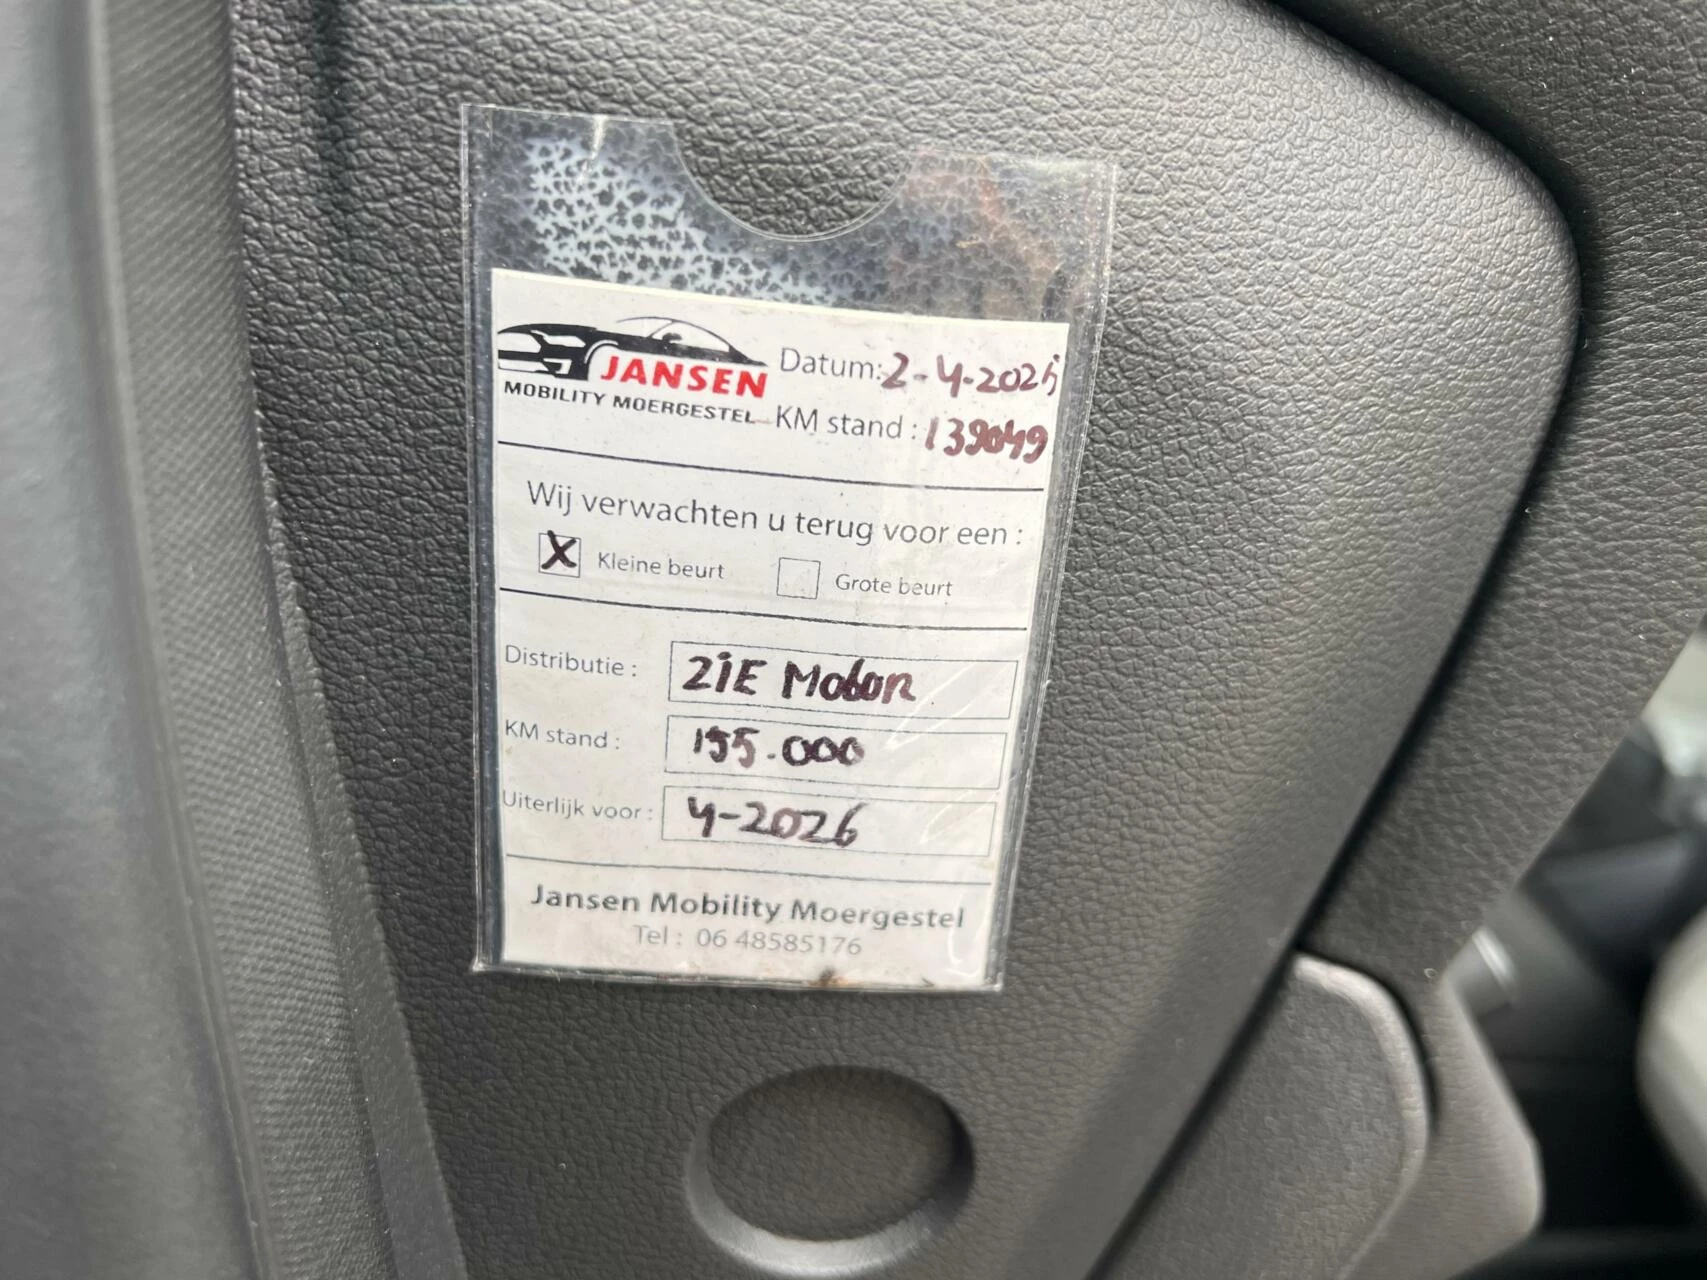 JANSEN
MOBILITY MOERGESTEL
Datum: 2-4-2025
KM stand : 139049
Wij verwachten u terug voor een :
X Kleine beurt
Grote beurt
Distributie : ZIE MOTOR
KM stand : 155.000
Uiterlijk voor : 4-2026
Jansen Mobility Moergestel
Tel : 06 48585176